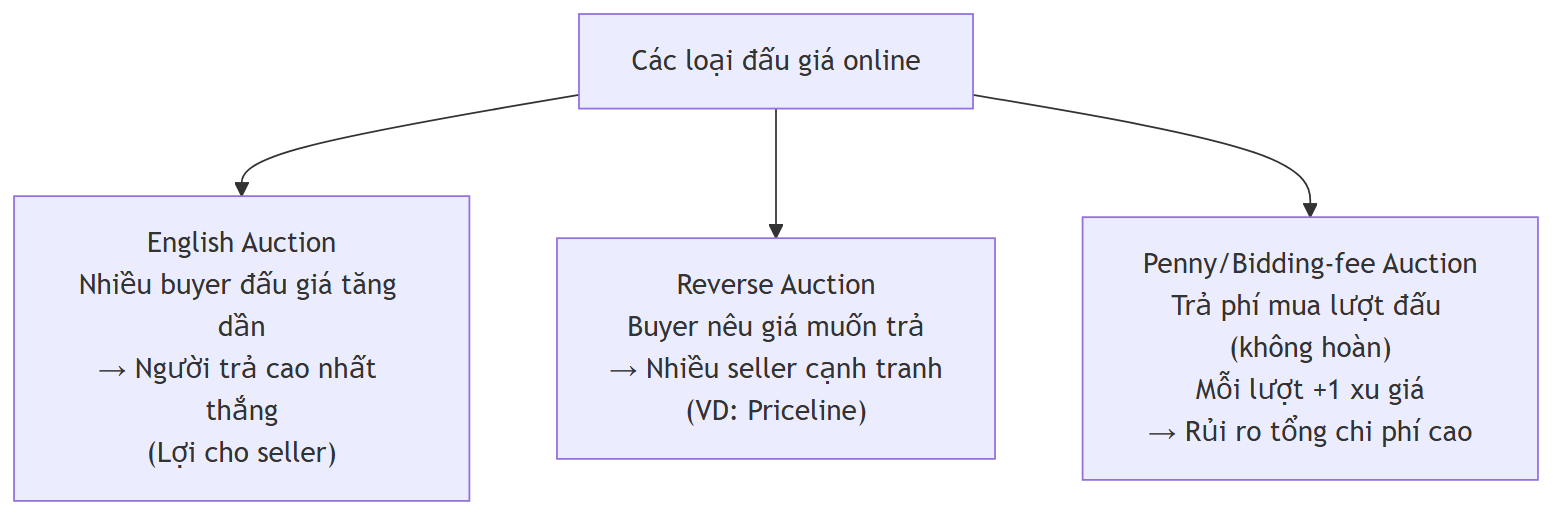 Các loại đấu giá online
English Auction
Nhiều buyer đấu giá tăng
dần
→ Người trả cao nhất
thắng
(Lợi cho seller)
Reverse Auction
Buyer nêu giá muốn trả
→ Nhiều seller cạnh tranh
(VD: Priceline)
Penny/Bidding-fee Auction
Trả phí mua lượt đấu
(không hoàn)
Mỗi lượt +1 xu giá
→ Rủi ro tổng chi phí cao